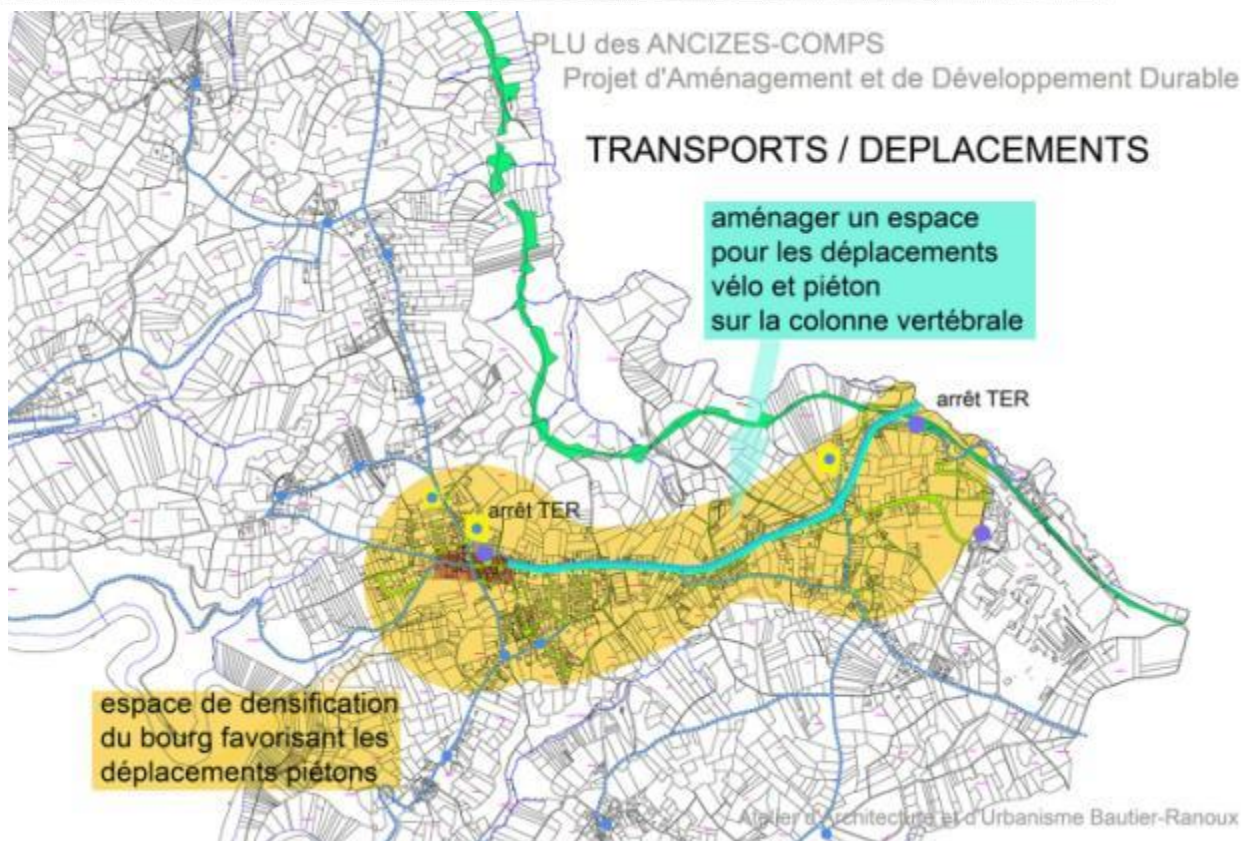 PLU des ANCIZES-COMPS
Projet d'Aménagement et de Développement Durable
TRANSPORTS / DEPLACEMENTS
aménager un espace
pour les déplacements
vélo et piéton
sur la colonne vertébrale
arrêt TER
arrêt TER
espace de densification
du bourg favorisant les
déplacements piétons
Atelier d'Architecture et d'Urbanisme Bautier-Ranoux